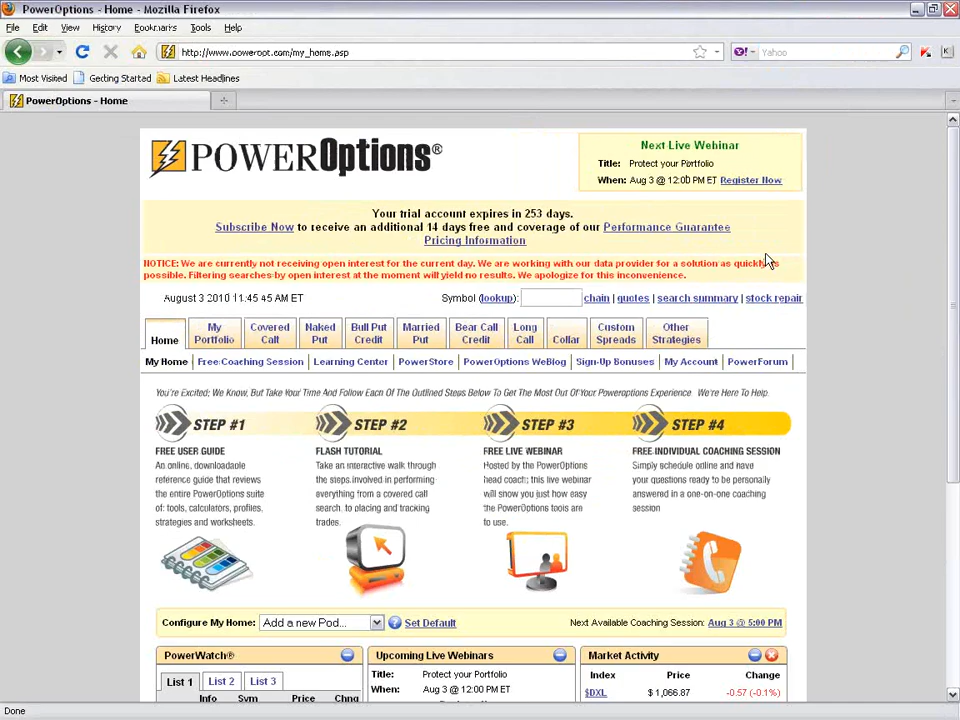 PowerOptions - Home - Mozilla Firefox
File Edit View History Bookmarks Tools Help
http://www.poweropt.com/my_home.asp
Yahoo
Most Visited Getting Started Latest Headlines
PowerOptions - Home
POWEROptions®
Next Live Webinar
Title: Protect your Portfolio
When: Aug 3 @ 12:00 PM ET Register Now
Your trial account expires in 253 days.
Subscribe Now to receive an additional 14 days free and coverage of our Performance Guarantee
Pricing Information
NOTICE: We are currently not receiving open interest for the current day. We are working with our data provider for a solution as quickly as
possible. Filtering searches by open interest at the moment will yield no results. We apologize for this inconvenience.
August 3 2010 11:45:45 AM ET
Symbol (lookup): chain | quotes | search summary | stock repair
Home My Portfolio Covered Call Naked Put Bull Put Credit Married Put Bear Call Credit Long Call Collar Custom Spreads Other Strategies
My Home Free Coaching Session Learning Center PowerStore PowerOptions WeBlog Sign-Up Bonuses My Account PowerForum
You're Excited; We Know, But Take Your Time And Follow Each Of The Outlined Steps Below To Get The Most Out Of Your Poweroptions Experience. We're Here To Help.
STEP #1 STEP #2 STEP #3 STEP #4
FREE USER GUIDE
An online, downloadable
reference guide that reviews
the entire PowerOptions suite
of: tools, calculators, profiles,
strategies and worksheets.
FLASH TUTORIAL
Take an interactive walk through
the steps involved in performing
everything from a covered call
search, to placing and tracking
trades.
FREE LIVE WEBINAR
Hosted by the PowerOptions
head coach; this live webinar
will show you just how easy
the PowerOptions tools are
to use.
FREE INDIVIDUAL COACHING SESSION
Simply schedule online and have
your questions ready to be personally
answered in a one-on-one coaching
session
Configure My Home: Add a new Pod... Set Default
Next Available Coaching Session: Aug 3 @ 5:00 PM
PowerWatch®
List 1 List 2 List 3
Info Sym Price Chng
Upcoming Live Webinars
Title: Protect your Portfolio
When: Aug 3 @ 12:00 PM ET
Market Activity
Index Price Change
$DXL $ 1,066.87 -0.57 (-0.1%)
Done